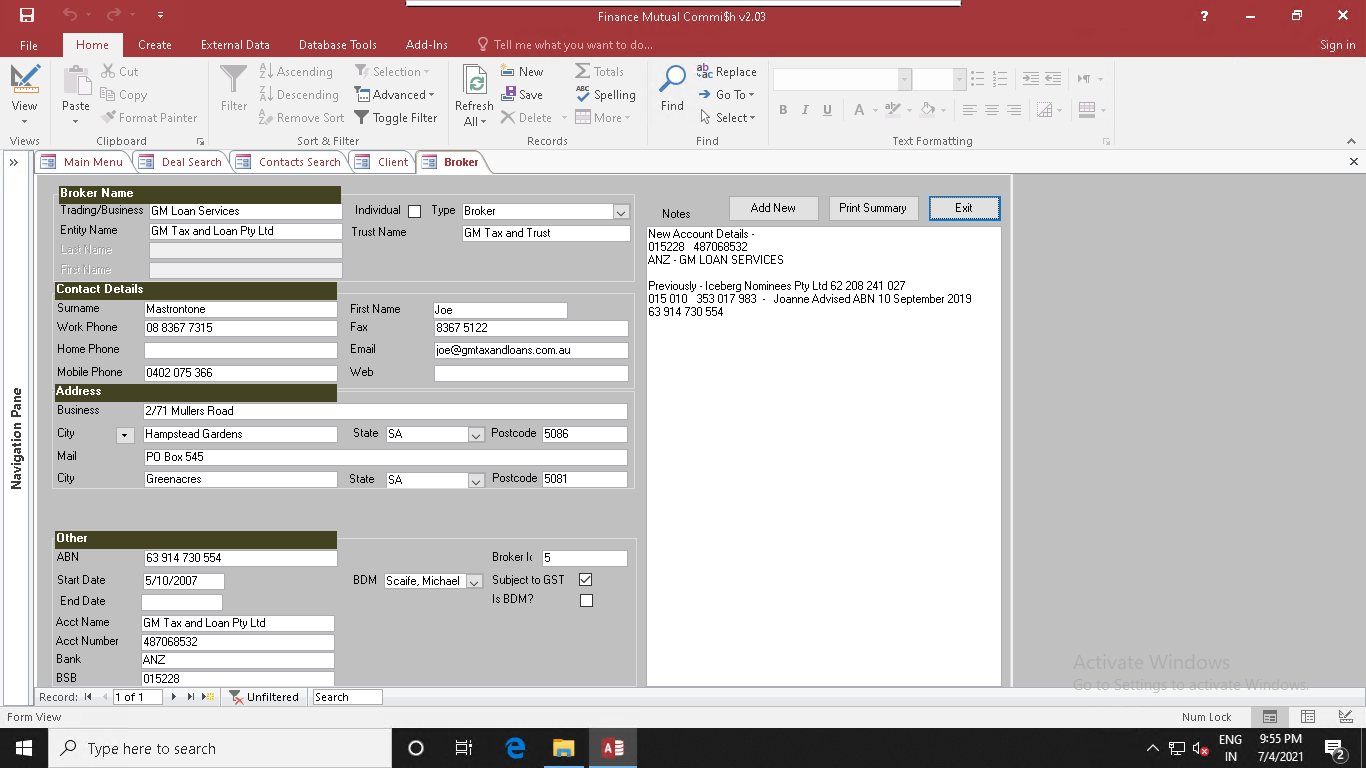 Finance Mutual Commi$h v2.03
?
File Home Create External Data Database Tools Add-Ins Tell me what you want to do... Sign in
View
Views
Paste
Cut
Copy
Format Painter
Clipboard
Filter
Ascending
Descending
Remove Sort
Selection
Advanced
Toggle Filter
Sort & Filter
Refresh
All
New
Save
Delete
Totals
Spelling
More
Records
Find
Replace
Go To
Select
Find
B I U A
Text Formatting
Main Menu Deal Search Contacts Search Client Broker
Navigation Pane
Broker Name
Trading/Business GM Loan Services Individual Type Broker
Entity Name GM Tax and Loan Pty Ltd Trust Name GM Tax and Trust
Last Name
First Name
Contact Details
Surname Mastrontone First Name Joe
Work Phone 08 8367 7315 Fax 8367 5122
Home Phone Email joe@gmtaxandloans.com.au
Mobile Phone 0402 075 366 Web
Address
Business 2/71 Mullers Road
City Hampstead Gardens State SA Postcode 5086
Mail PO Box 545
City Greenacres State SA Postcode 5081
Other
ABN 63 914 730 554 Broker Ic 5
Start Date 5/10/2007 BDM Scaife, Michael Subject to GST
End Date Is BDM?
Acct Name GM Tax and Loan Pty Ltd
Acct Number 487068532
Bank ANZ
BSB 015228
Notes Add New Print Summary Exit
New Account Details -
015228 487068532
ANZ - GM LOAN SERVICES
Previously - Iceberg Nominees Pty Ltd 62 208 241 027
015 010 353 017 983 - Joanne Advised ABN 10 September 2019
63 914 730 554
Activate Windows
Go to Settings to activate Windows.
Record: 1 of 1 Unfiltered Search
Form View Num Lock
Type here to search
ENG
IN
9:55 PM
7/4/2021
2